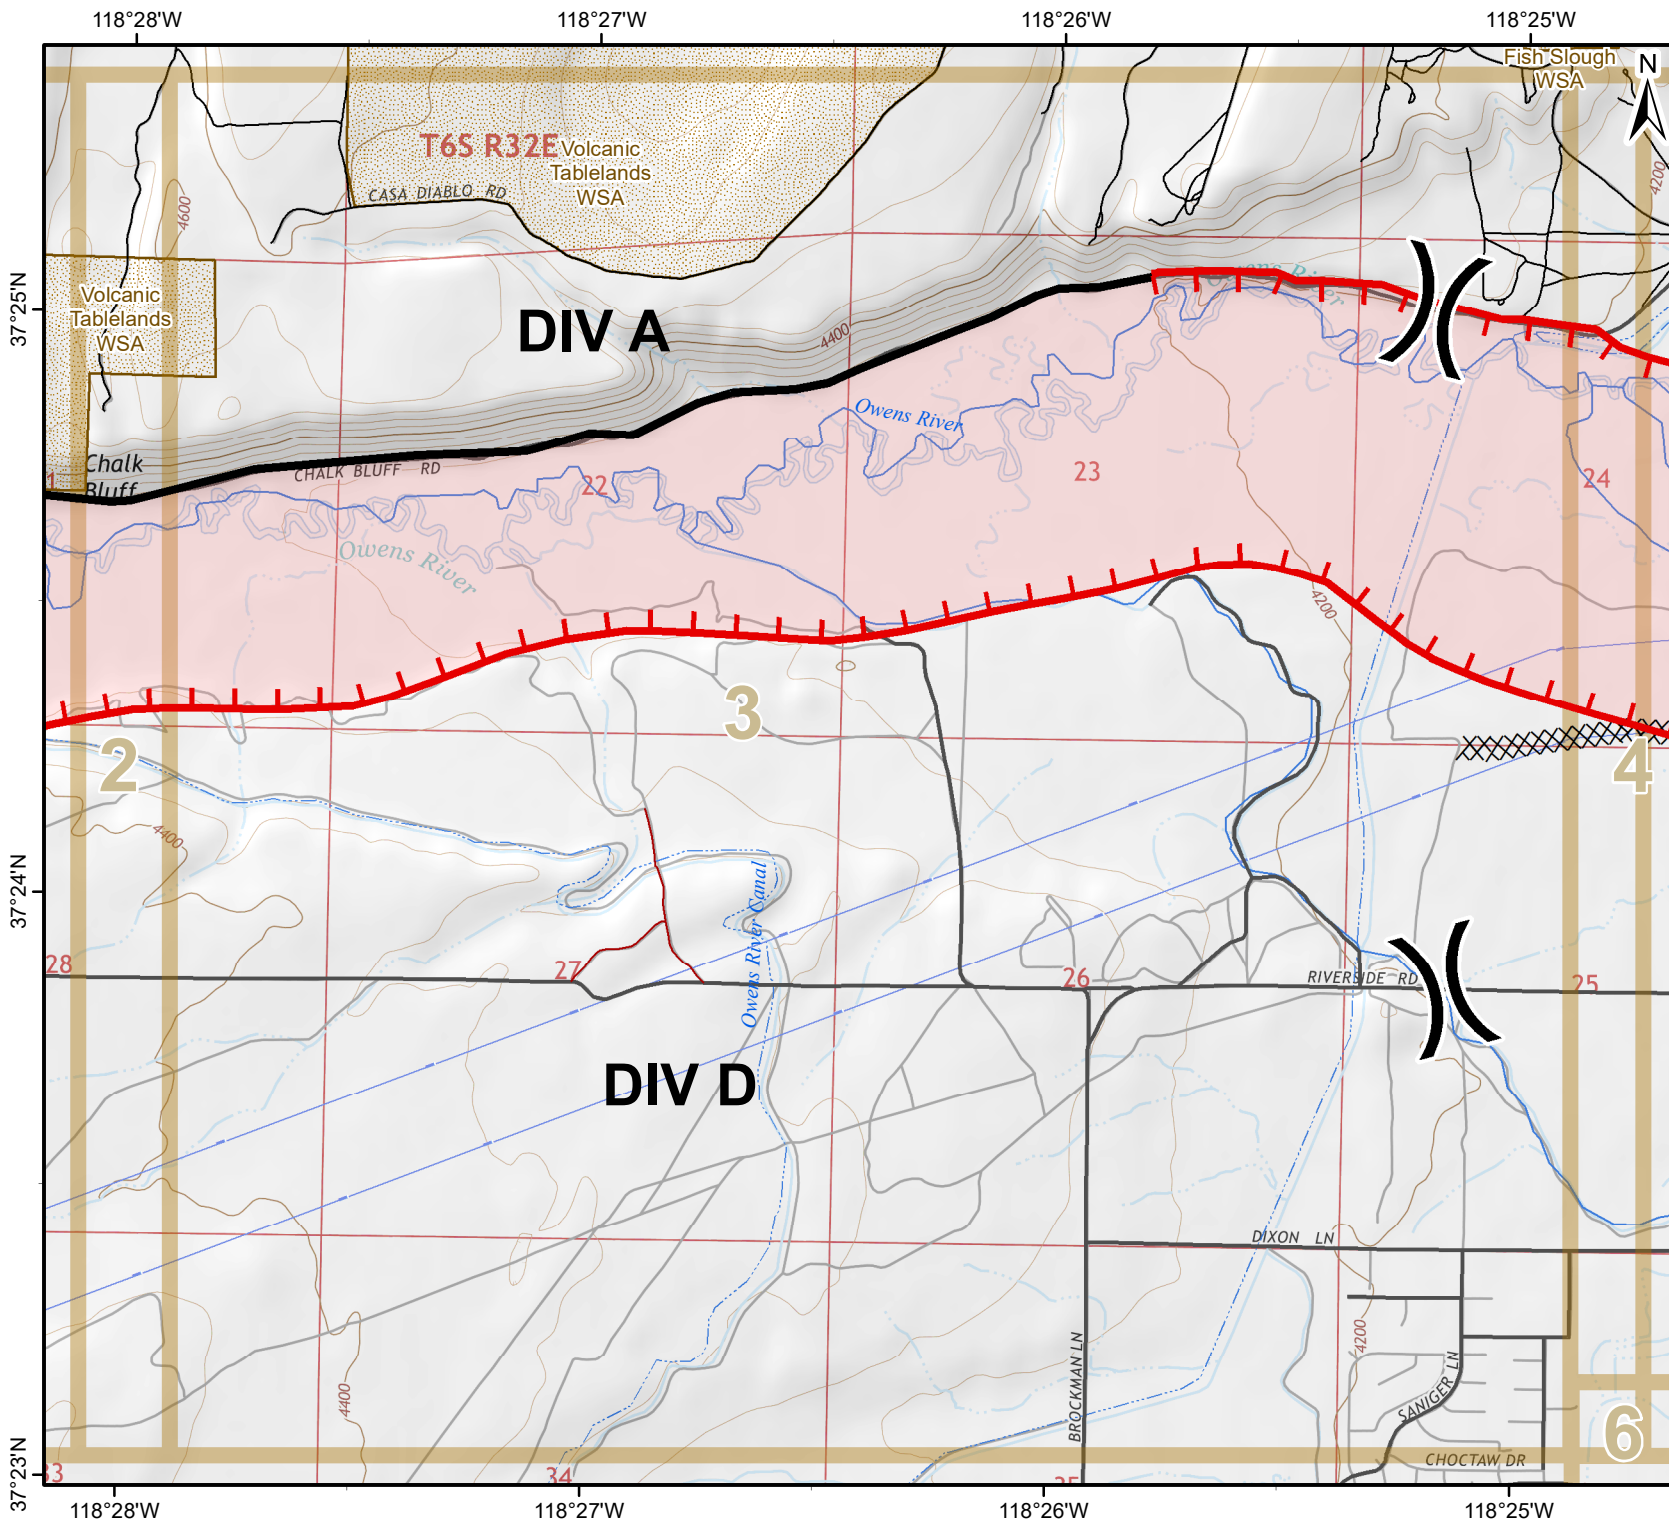 118°28'W
118°27'W
118°26'W
118°25'W
Fish Slough
WSA
N
T6S R32E
Volcanic
Tablelands
WSA
CASA DIABLO RD
4600
4200
37°25'N
Volcanic
Tablelands
WSA
DIV A
4400
Owens River
Owens River
Chalk
Bluff
CHALK BLUFF RD
22
23
24
Owens River
4200
3
2
4
4400
37°24'N
Owens River Canal
28
27
26
RIVERSIDE RD
25
DIV D
DIXON LN
4200
4400
BROCKMAN LN
SANIGER LN
6
CHOCTAW DR
37°23'N
33
34
35
118°28'W
118°27'W
118°26'W
118°25'W